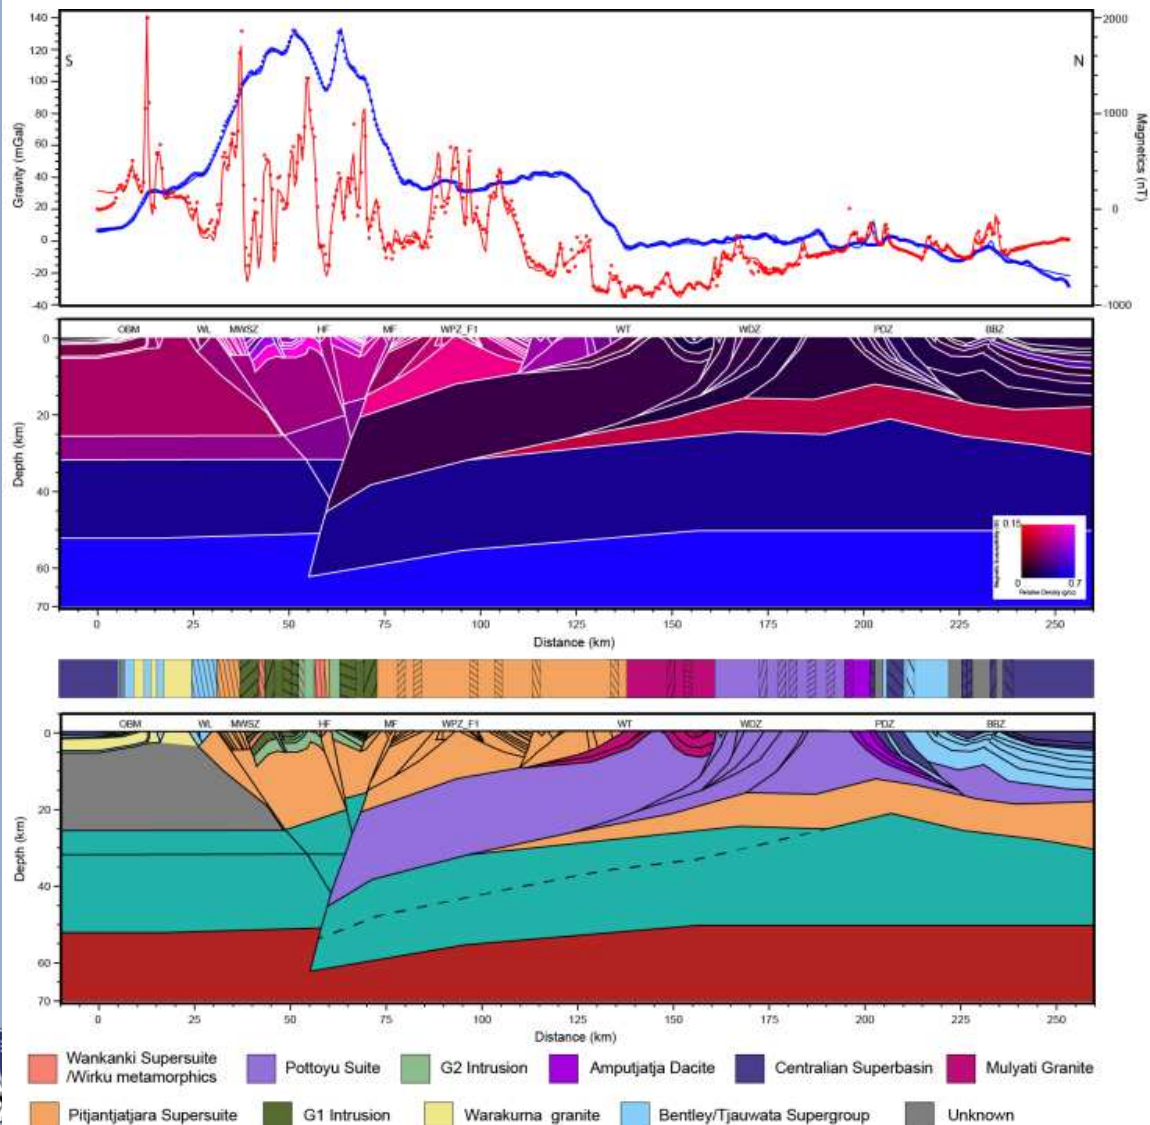 140
120
100
80
60
40
20
0
-20
-40
Gravity (mGal)
S
N
2000
1000
0
-1000
Magnetics (nT)
OBM WL MWSZ HF MF WPZ_F1 WT WDZ PDZ BBZ
0
20
40
60
70
Depth (km)
0.15
0
0.7
Relative Density (g/cc)
0 25 50 75 100 125 150 175 200 225 250
Distance (km)
OBM WL MWSZ HF MF WPZ_F1 WT WDZ PDZ BBZ
0
20
40
60
70
Depth (km)
0 25 50 75 100 125 150 175 200 225 250
Distance (km)
Wankanki Supersuite
/Wirku metamorphics
Pottoyu Suite
G2 Intrusion
Amputjatja Dacite
Centralian Superbasin
Mulyati Granite
Pitjantjatjara Supersuite
G1 Intrusion
Warakurna granite
Bentley/Tjauwata Supergroup
Unknown